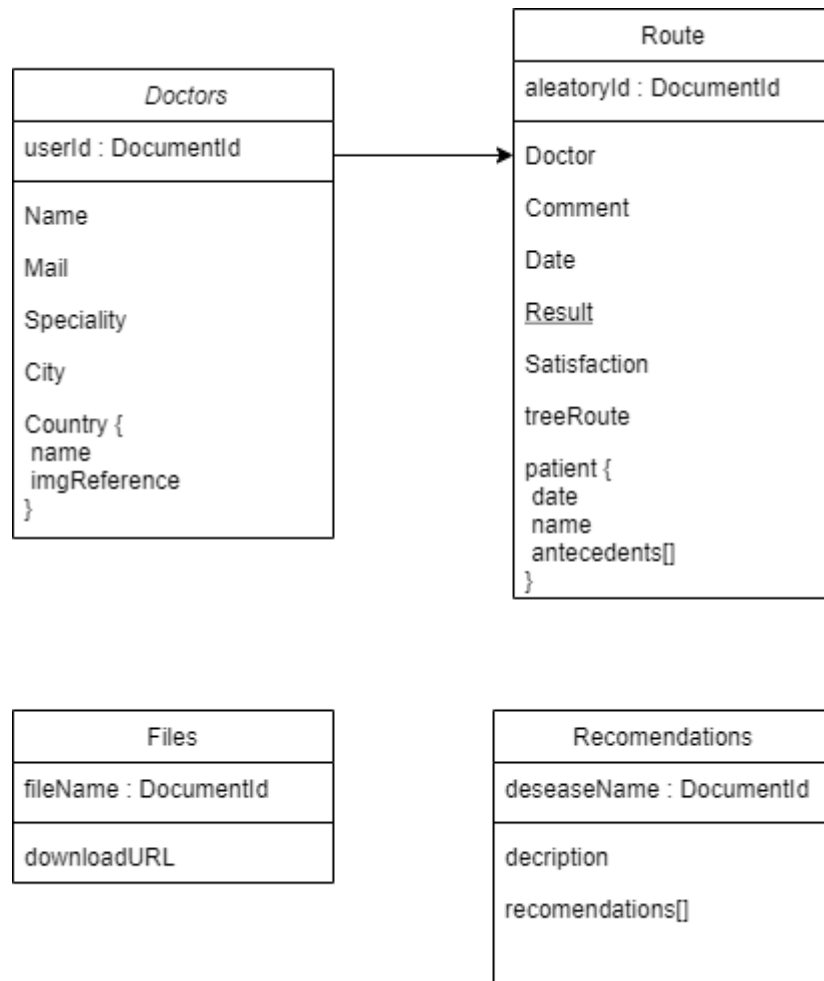 Doctors
userId : DocumentId
Name
Mail
Speciality
City
Country {
name
imgReference
}
Route
aleatoryId : DocumentId
Doctor
Comment
Date
Result
Satisfaction
treeRoute
patient {
date
name
antecedents[]
}
Files
fileName : DocumentId
downloadURL
Recomendations
deseaseName : DocumentId
decription
recomendations[]